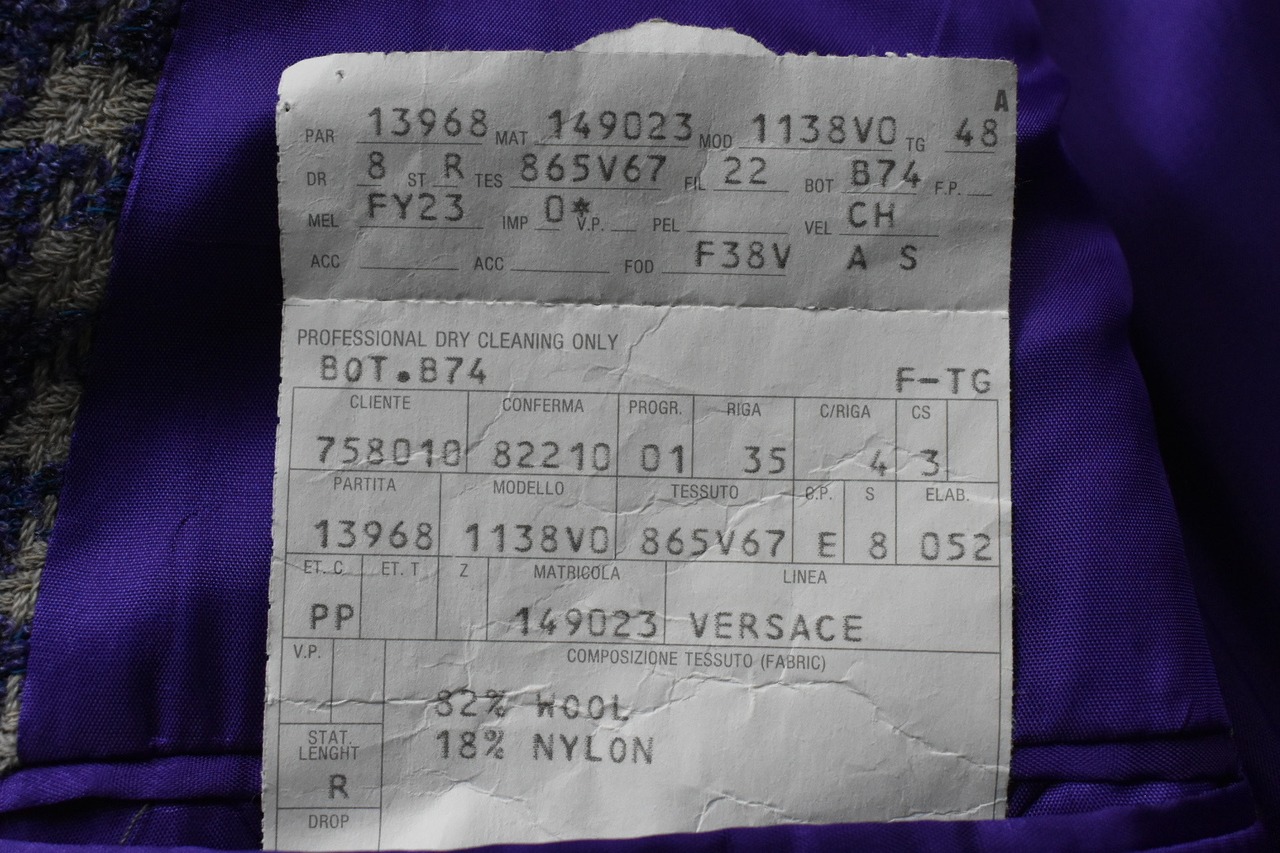 A
PAR 13968 MAT 149023 MOD 1138V0 TG 48
DR 8 ST R TES 865V67 FIL 22 BOT B74 F.P.
MEL FY23 IMP 0* V.P. PEL VEL CH
ACC ACC FOD F38V A S
PROFESSIONAL DRY CLEANING ONLY
BOT.B74 F-TG
CLIENTE CONFERMA PROGR. RIGA C/RIGA CS
758010 82210 01 35 4 3
PARTITA MODELLO TESSUTO O.P. S ELAB.
13968 1138V0 865V67 E 8 052
ET. C ET. T Z MATRICOLA LINEA
PP 149023 VERSACE
V.P. COMPOSIZIONE TESSUTO (FABRIC)
82% WOOL
18% NYLON
STAT.
LENGHT
R
DROP